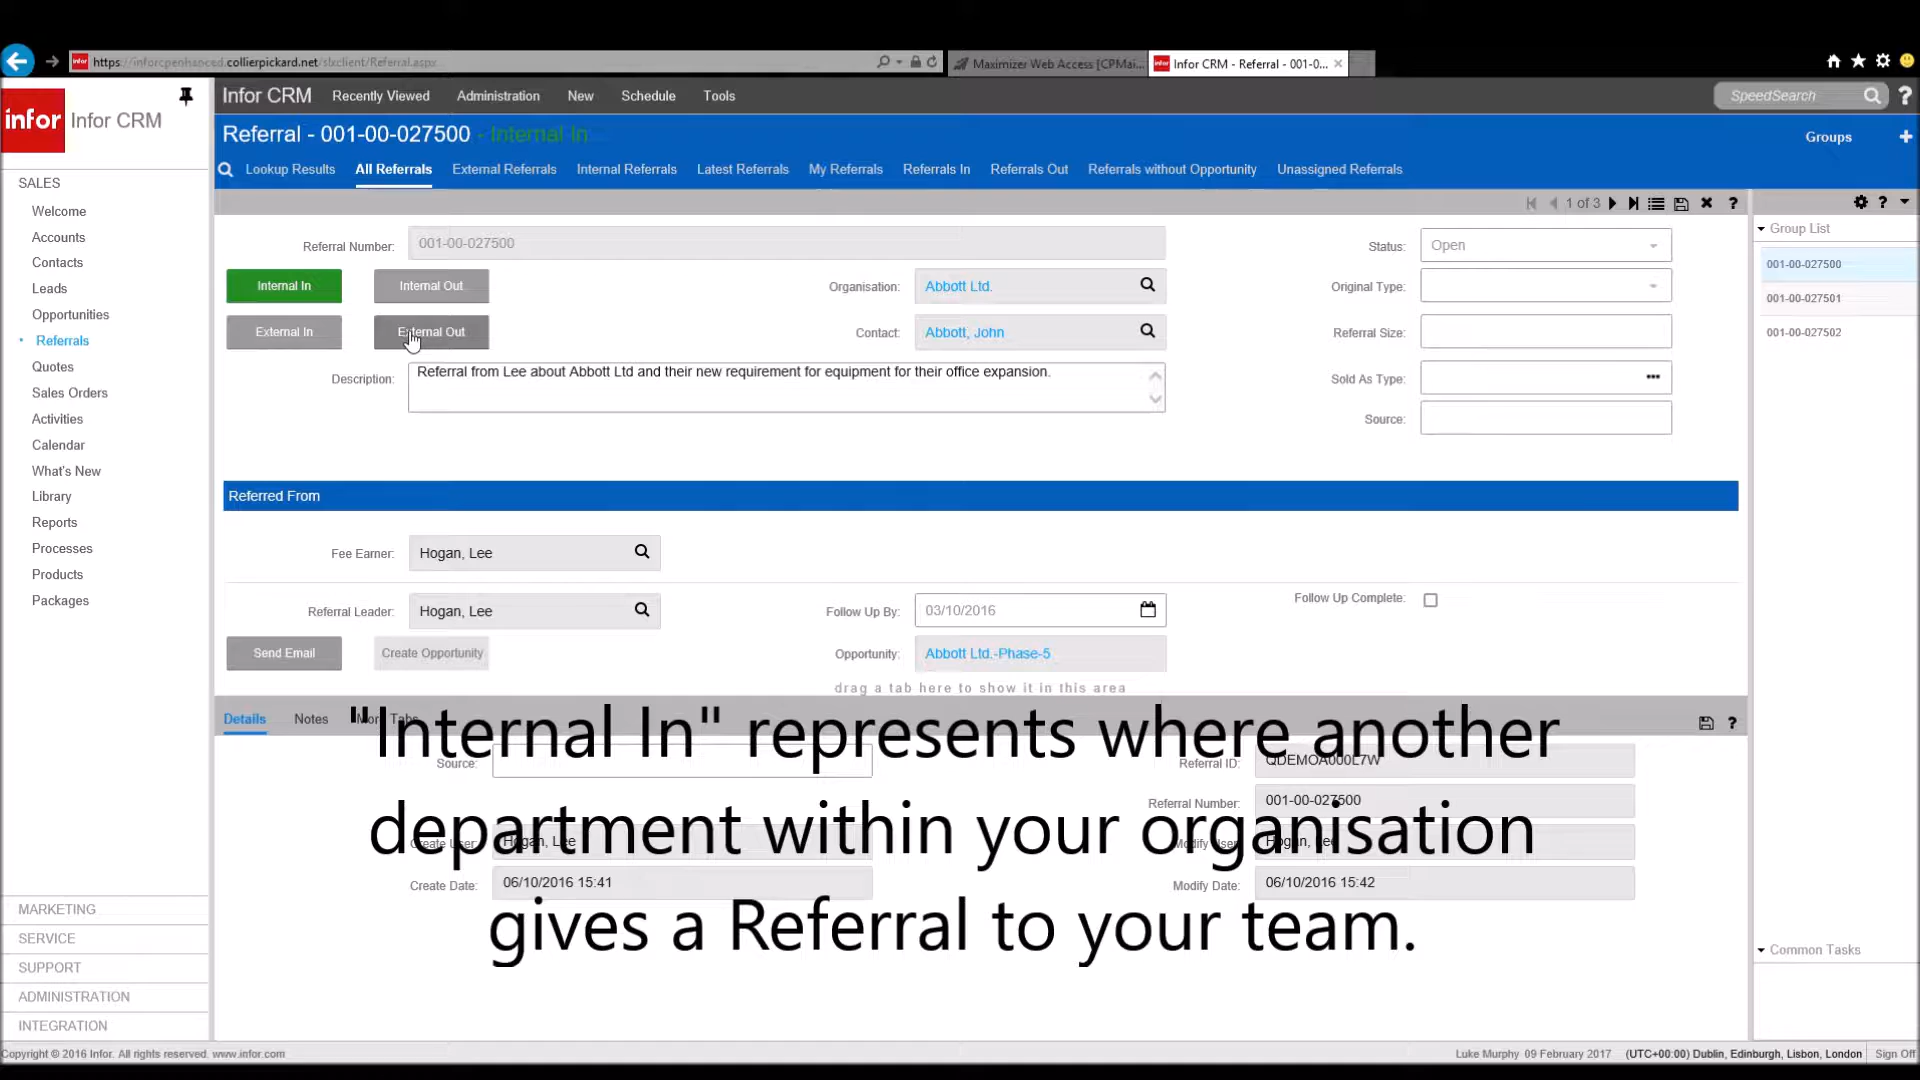 https://inforcpenhanced.collierpickard.net/slxclient/Referral.aspx
Maximizer Web Access [CPMai...
Infor CRM - Referral - 001-0...
infor Infor CRM
Infor CRM Recently Viewed Administration New Schedule Tools
SpeedSearch
Referral - 001-00-027500 - Internal In
Groups
Lookup Results All Referrals External Referrals Internal Referrals Latest Referrals My Referrals Referrals In Referrals Out Referrals without Opportunity Unassigned Referrals
SALES
Welcome
Accounts
Contacts
Leads
Opportunities
Referrals
Quotes
Sales Orders
Activities
Calendar
What's New
Library
Reports
Processes
Products
Packages
MARKETING
SERVICE
SUPPORT
ADMINISTRATION
INTEGRATION
1 of 3
Referral Number: 001-00-027500
Status: Open
Internal In Internal Out
Organisation: Abbott Ltd.
Original Type:
External In External Out
Contact: Abbott, John
Referral Size:
Description: Referral from Lee about Abbott Ltd and their new requirement for equipment for their office expansion.
Sold As Type:
Source:
Referred From
Fee Earner: Hogan, Lee
Referral Leader: Hogan, Lee
Follow Up By: 03/10/2016
Follow Up Complete:
Send Email Create Opportunity
Opportunity: Abbott Ltd.-Phase-5
drag a tab here to show it in this area
Details Notes More Tabs
Source:
Referral ID: QDEMOA000L7W
Referral Number: 001-00-027500
Create User: Hogan, Lee
Modify User: Hogan, Lee
Create Date: 06/10/2016 15:41
Modify Date: 06/10/2016 15:42
"Internal In" represents where another
department within your organisation
gives a Referral to your team.
Group List
001-00-027500
001-00-027501
001-00-027502
Common Tasks
Copyright © 2016 Infor. All rights reserved. www.infor.com
Luke Murphy 09 February 2017 (UTC+00:00) Dublin, Edinburgh, Lisbon, London Sign Off